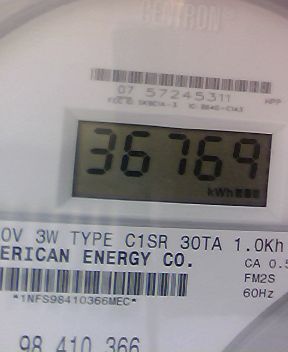 CENTRON
07 57245311
HPP
36769
kWh
0V 3W TYPE C1SR 30TA 1.0Kh
ERICAN ENERGY CO.
CA 0.5
FM2S
*1NFS98410366MEC*
60Hz
98 410 366